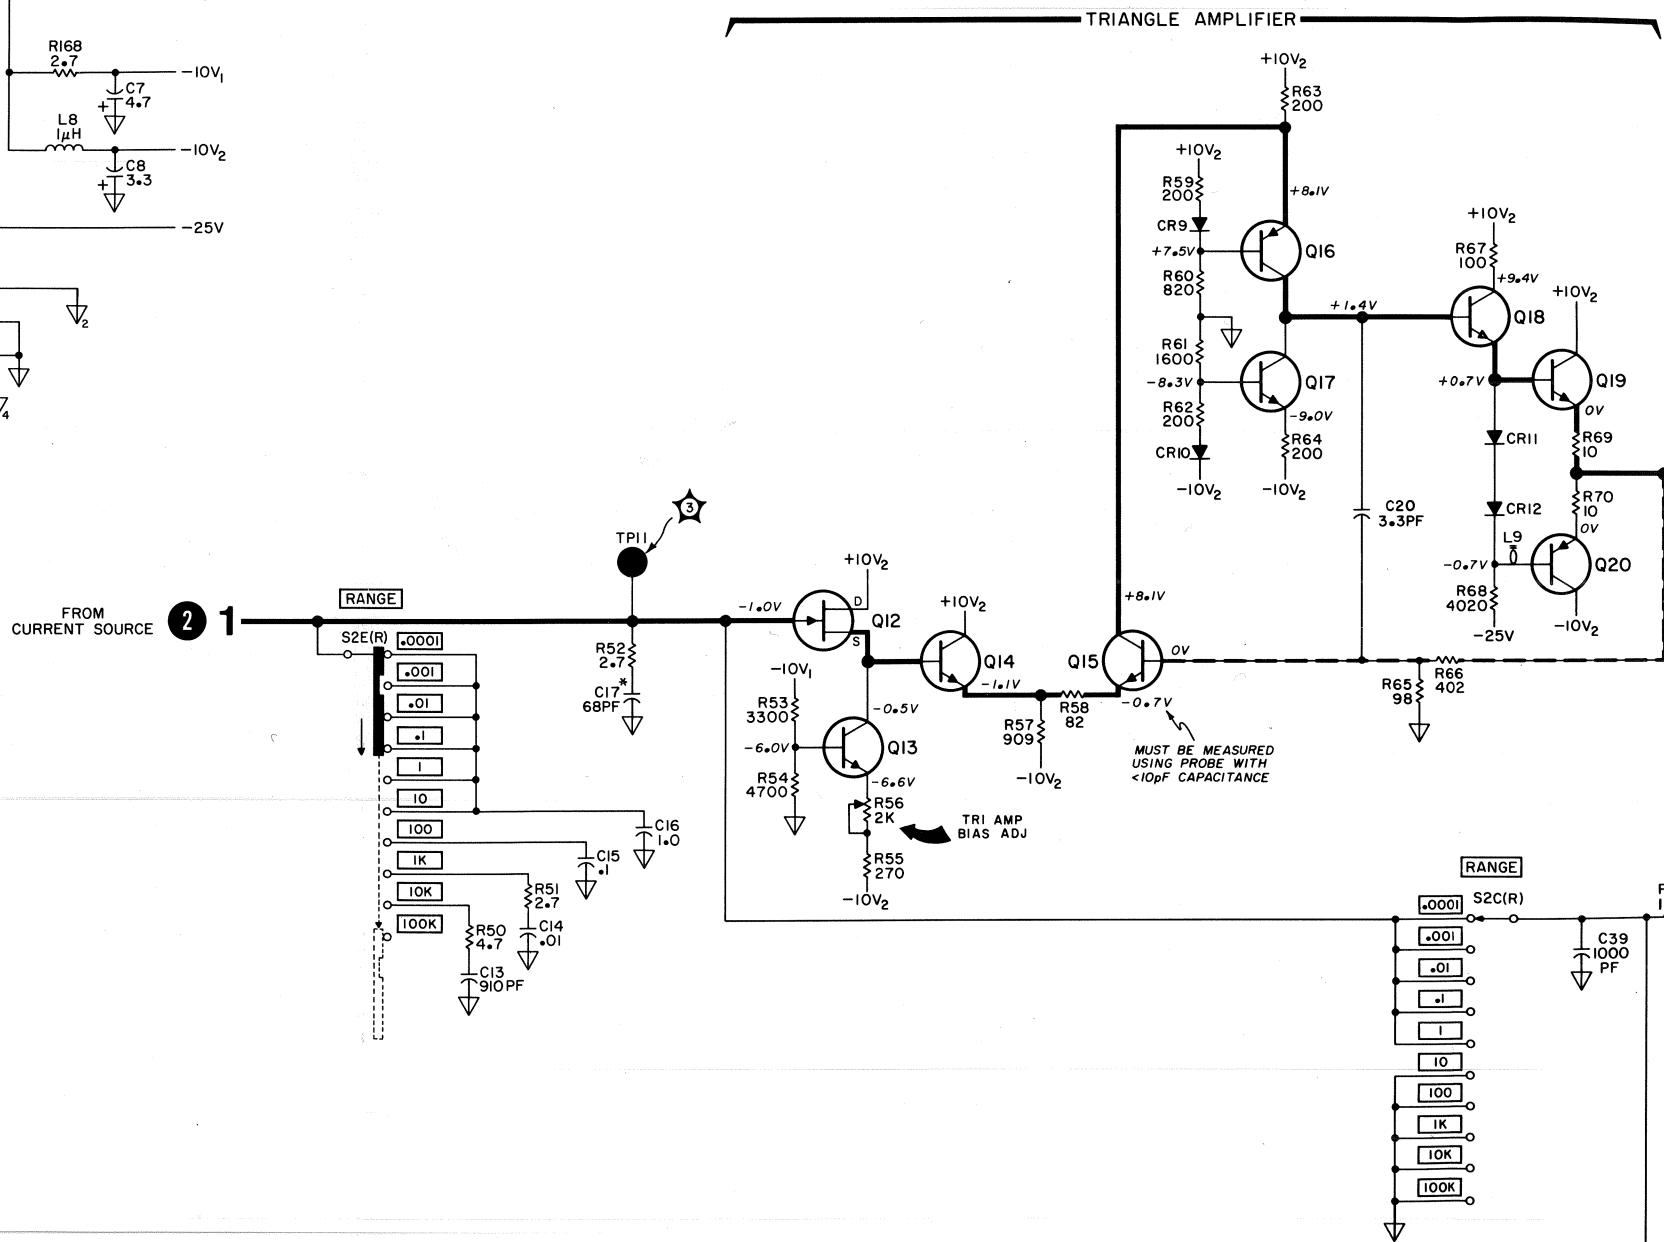 TRIANGLE AMPLIFIER
R168
2.7
-10V1
C7
4.7
+
L8
1µH
-10V2
C8
3.3
+
-25V
2
4
+10V2
R63
200
+10V2
R59
200
+8.1V
CR9
+7.5V
Q16
R60
820
R61
1600
-8.3V
Q17
R62
200
-9.0V
CR10
R64
200
-10V2
-10V2
+1.4V
+10V2
R67
100
+9.4V
Q18
+10V2
+0.7V
Q19
0V
CR11
R69
10
C20
3.3PF
CR12
R70
10
0V
L9
-0.7V
Q20
R68
4020
-25V
-10V2
3
TP11
FROM
CURRENT SOURCE
2
1
RANGE
S2E(R)
.0001
.001
.01
.1
1
10
100
1K
10K
100K
R52
2.7
*
C17
68PF
C16
1.0
C15
.1
R51
2.7
C14
.01
R50
4.7
C13
910PF
-1.0V
+10V2
D
Q12
S
+10V2
Q14
-1.1V
-10V1
R53
3300
-0.5V
-6.0V
Q13
R54
4700
-6.6V
R56
2K
TRI AMP
BIAS ADJ
R55
270
-10V2
R57
909
-10V2
R58
82
+8.1V
Q15
0V
-0.7V
MUST BE MEASURED
USING PROBE WITH
<10pF CAPACITANCE
R65
98
R66
402
RANGE
S2C(R)
.0001
.001
.01
.1
1
10
100
1K
10K
100K
C39
1000
PF